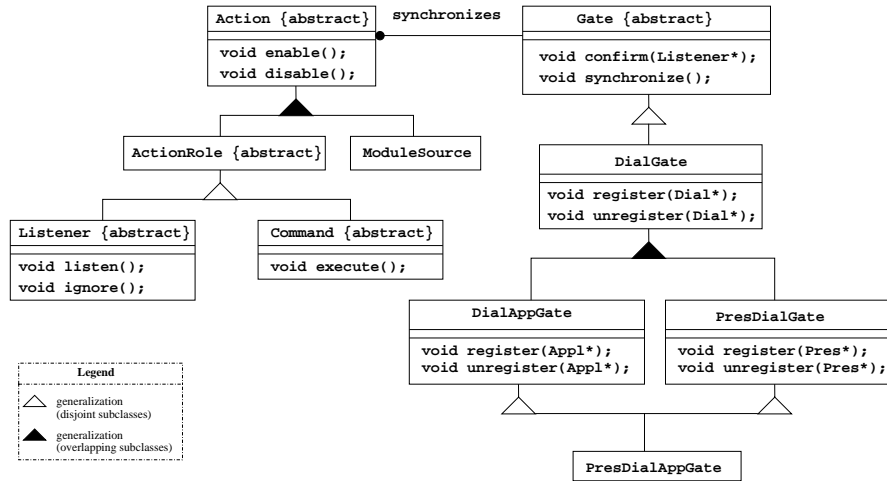 Action {abstract}
void enable();
void disable();
synchronizes
Gate {abstract}
void confirm(Listener*);
void synchronize();
ActionRole {abstract}
ModuleSource
DialGate
void register(Dial*);
void unregister(Dial*);
Listener {abstract}
void listen();
void ignore();
Command {abstract}
void execute();
DialAppGate
void register(Appl*);
void unregister(Appl*);
PresDialGate
void register(Pres*);
void unregister(Pres*);
Legend
generalization
(disjoint subclasses)
generalization
(overlapping subclasses)
PresDialAppGate